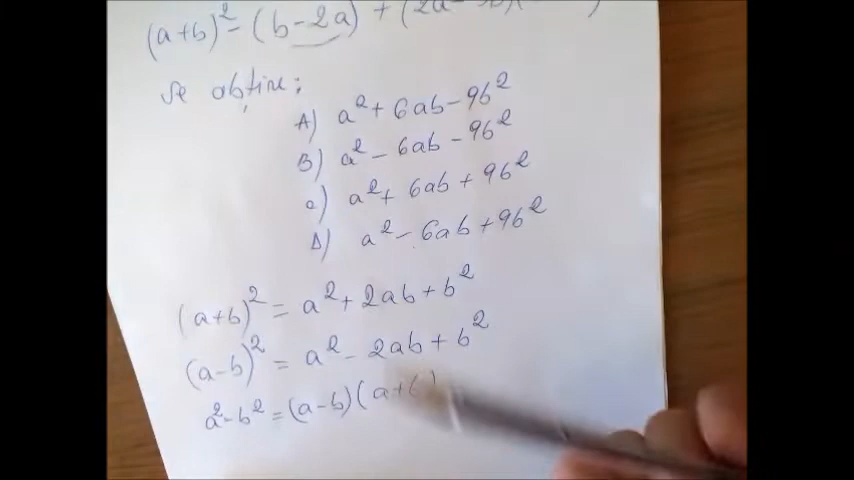 (a+b)² - (b-2a) + (2a-
se obține:
A) a² + 6ab - 9b²
B) a² - 6ab - 9b²
c) a² + 6ab + 9b²
Δ) a² - 6ab + 9b²
(a+b)² = a² + 2ab + b²
(a-b)² = a² - 2ab + b²
a² - b² = (a-b)(a+